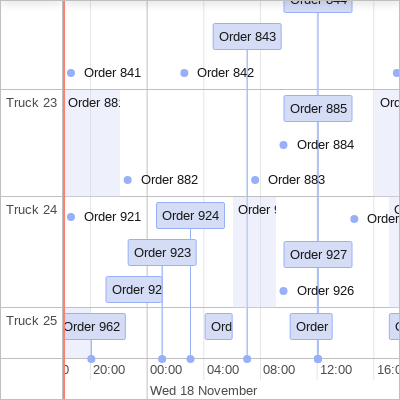 Order 844
Order 843
Order 841
Order 842
Truck 23
Order 88
Ord
Order 885
Order 884
Order 882
Order 883
Truck 24
Order 921
Order 924
Order
Order
Order 923
Order 927
Order 92
Order 926
Truck 25
Order 962
Ord
Order
0 20:00 00:00 04:00 08:00 12:00 16:0
Wed 18 November